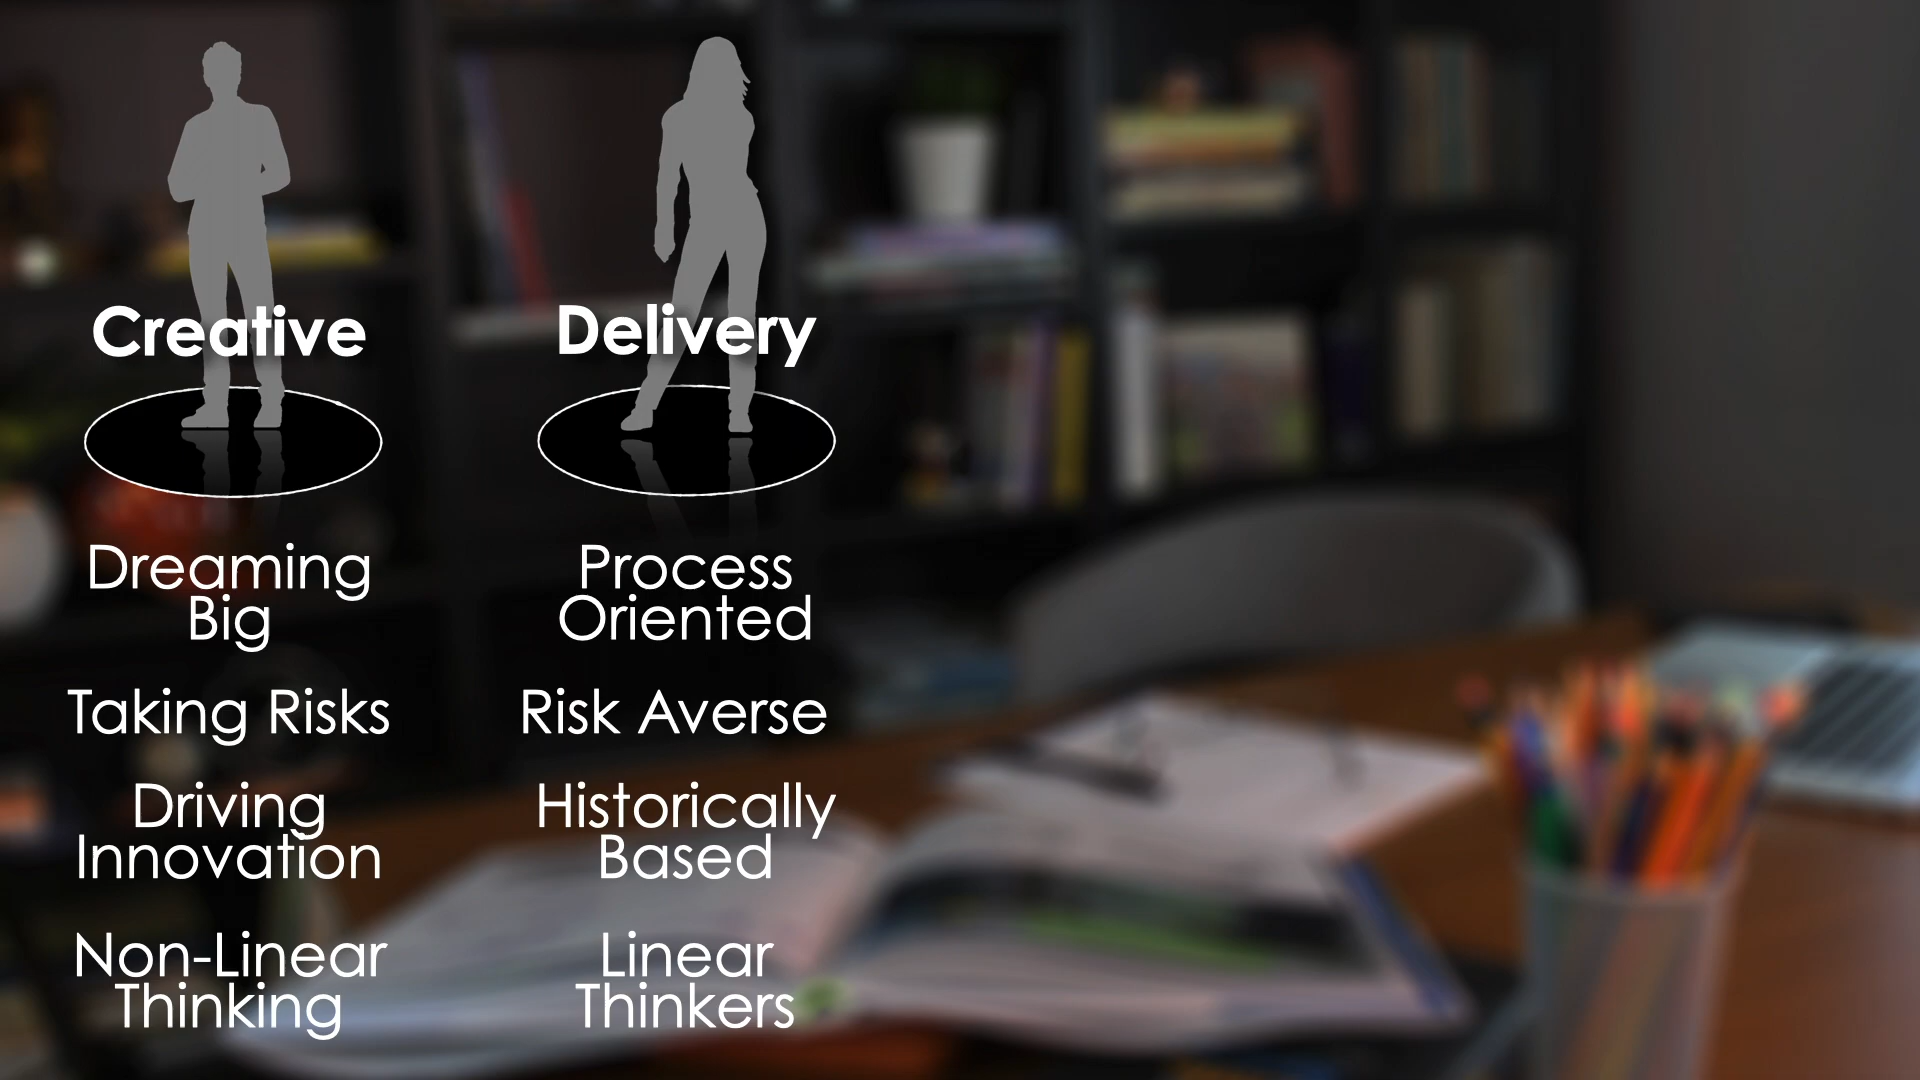 Creative
Delivery
Dreaming
Big
Process
Oriented
Taking Risks
Risk Averse
Driving
Innovation
Historically
Based
Non-Linear
Thinking
Linear
Thinkers